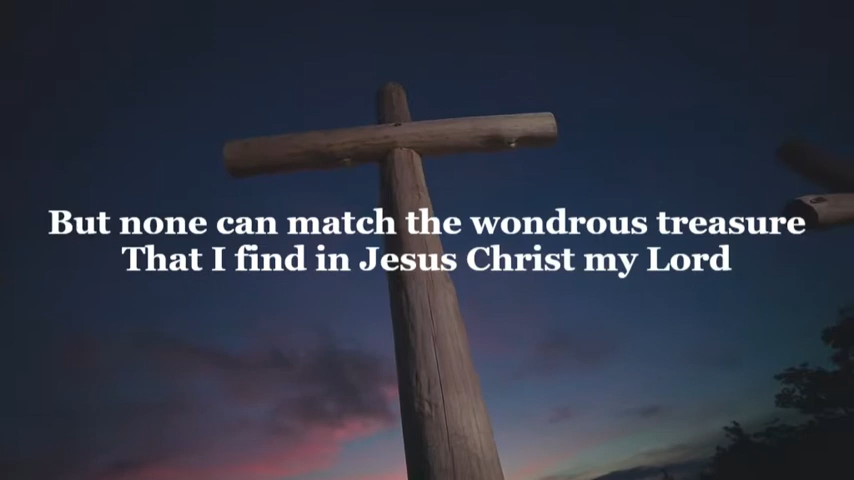 But none can match the wondrous treasure
That I find in Jesus Christ my Lord